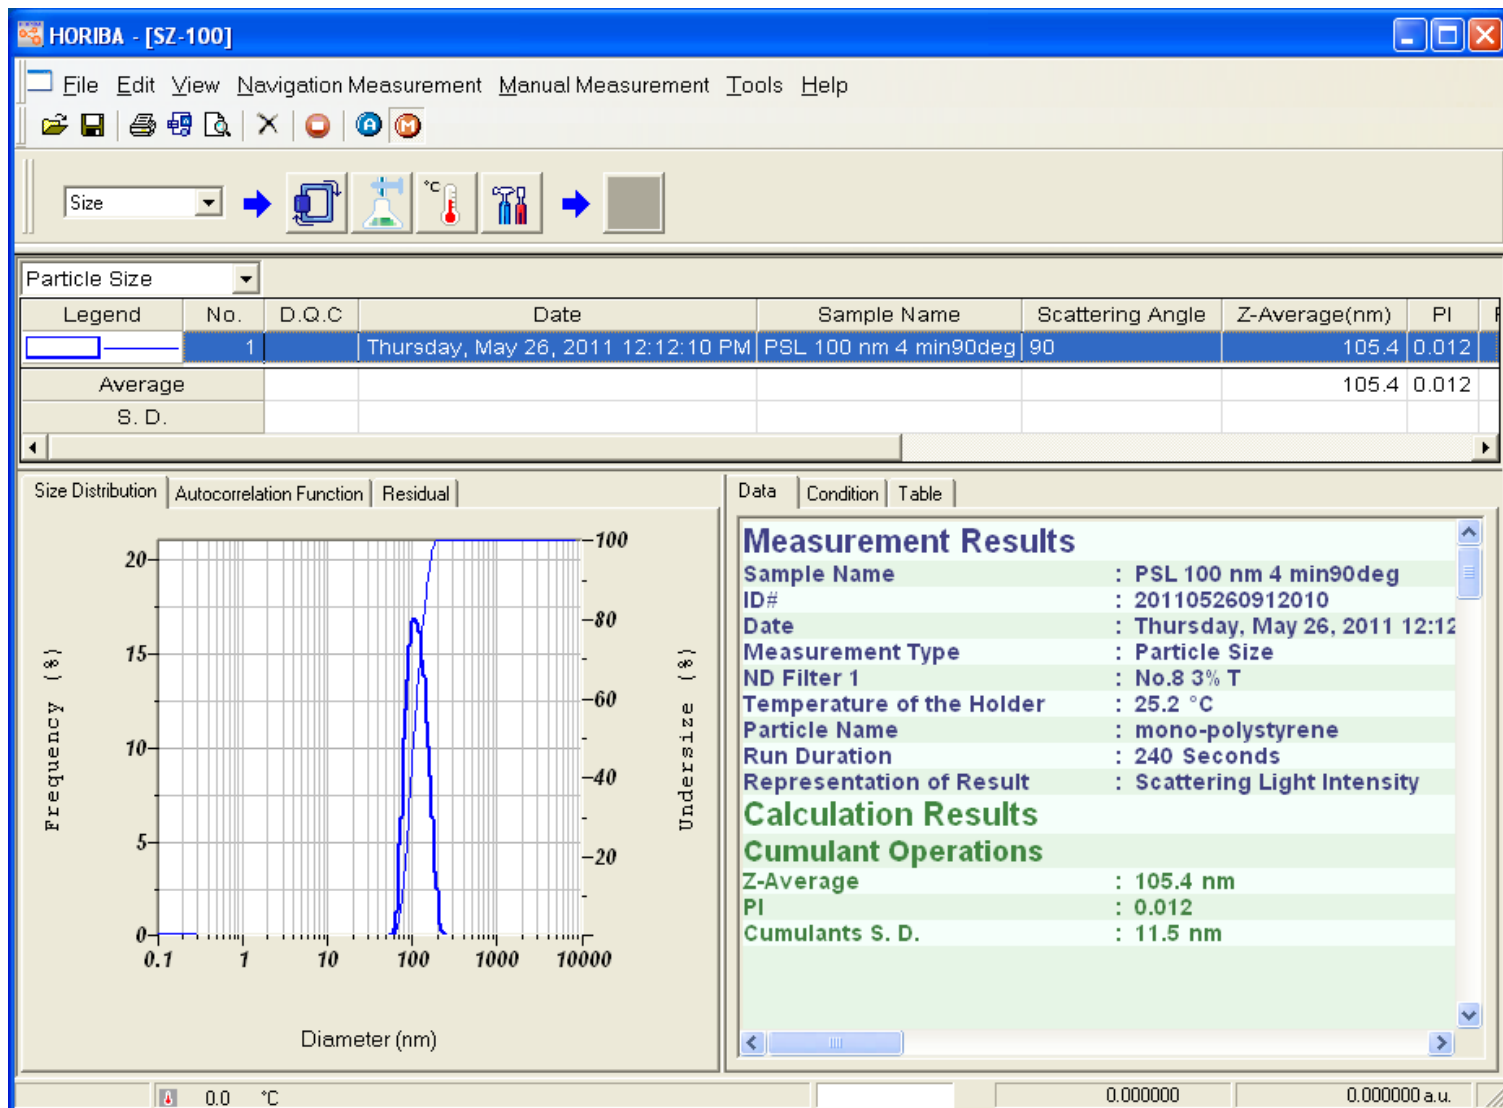 HORIBA - [SZ-100]
File Edit View Navigation Measurement Manual Measurement Tools Help
A M
Size
°C
Particle Size
Legend No. D.Q.C Date Sample Name Scattering Angle Z-Average(nm) PI
1 Thursday, May 26, 2011 12:12:10 PM PSL 100 nm 4 min90deg 90 105.4 0.012
Average 105.4 0.012
S. D.
Size Distribution Autocorrelation Function Residual
20
15
10
5
0
Frequency (%)
100
80
60
40
20
Undersize (%)
0.1 1 10 100 1000 10000
Diameter (nm)
Data Condition Table
Measurement Results
Sample Name : PSL 100 nm 4 min90deg
ID# : 201105260912010
Date : Thursday, May 26, 2011 12:12
Measurement Type : Particle Size
ND Filter 1 : No.8 3% T
Temperature of the Holder : 25.2 °C
Particle Name : mono-polystyrene
Run Duration : 240 Seconds
Representation of Result : Scattering Light Intensity
Calculation Results
Cumulant Operations
Z-Average : 105.4 nm
PI : 0.012
Cumulants S. D. : 11.5 nm
0.0 °C 0.000000 0.000000 a.u.